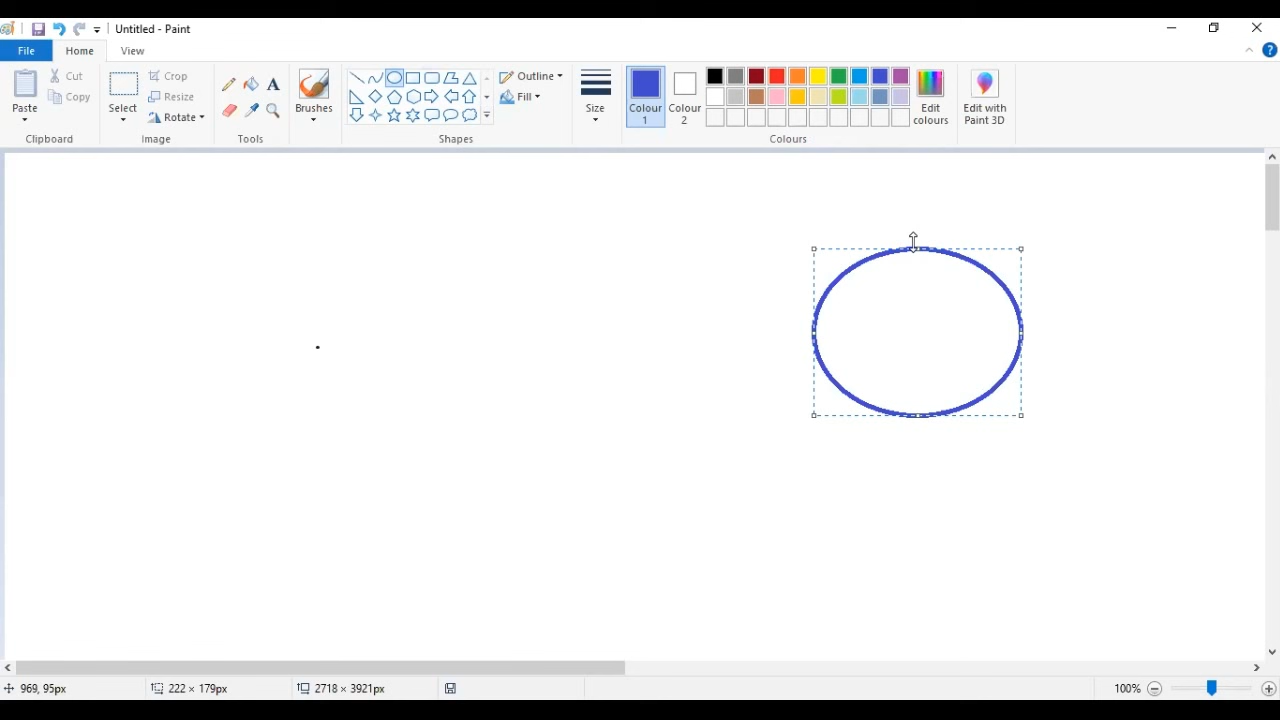 Untitled - Paint
File Home View
Paste
Cut
Copy
Clipboard
Select
Crop
Resize
Rotate
Image
Tools
Brushes
Shapes
Outline
Fill
Size
Colour
1
Colour
2
Colours
Edit
colours
Edit with
Paint 3D
969, 95px 222 × 179px 2718 × 3921px 100%